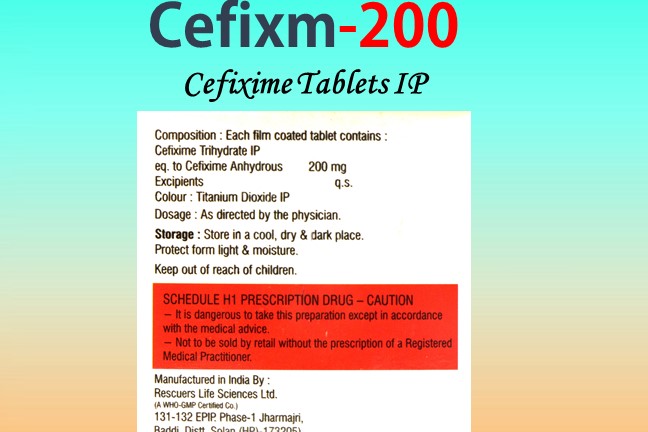 Cefixm-200
Cefixime Tablets IP
Composition : Each film coated tablet contains :
Cefixime Trihydrate IP
eq. to Cefixime Anhydrous 200 mg
Excipients q.s.
Colour : Titanium Dioxide IP
Dosage : As directed by the physician.
Storage : Store in a cool, dry & dark place.
Protect form light & moisture.
Keep out of reach of children.
SCHEDULE H1 PRESCRIPTION DRUG – CAUTION
– It is dangerous to take this preparation except in accordance
with the medical advice.
– Not to be sold by retail without the prescription of a Registered
Medical Practitioner.
Manufactured in India By :
Rescuers Life Sciences Ltd.
(A WHO-GMP Certified Co.)
131-132 EPIP, Phase-1 Jharmajri,
Baddi, Distt. Solan (HP)-173205)